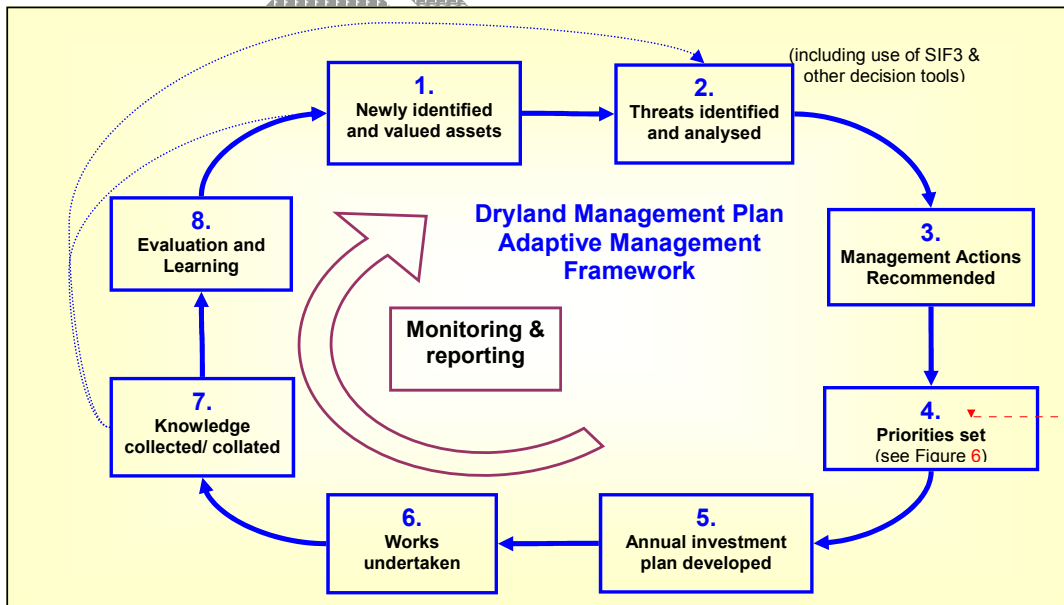 1.
Newly identified
and valued assets
2.
Threats identified
and analysed
(including use of SIF3 &
other decision tools)
3.
Management Actions
Recommended
4.
Priorities set
(see Figure 6)
5.
Annual investment
plan developed
6.
Works
undertaken
7.
Knowledge
collected/ collated
8.
Evaluation and
Learning
Dryland Management Plan
Adaptive Management
Framework
Monitoring &
reporting